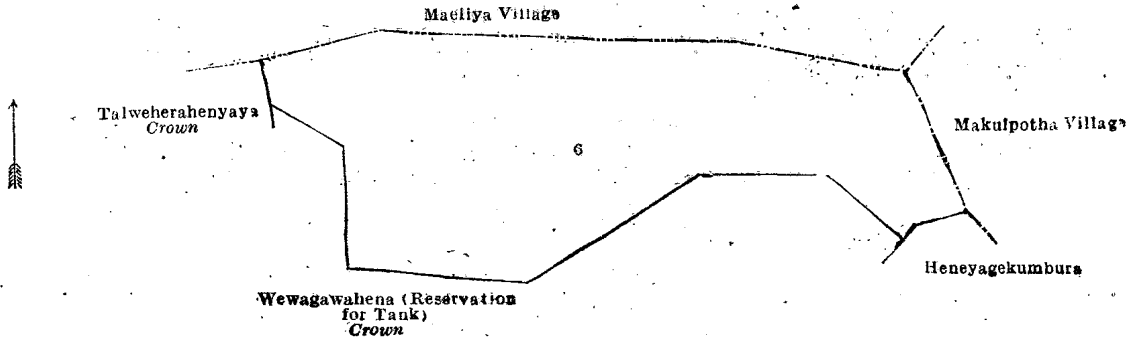 Maeliya Village
Talweherahenyaya
Crown
Makulpotha Village
6
Heneyagekumbura
Wewagawahena (Reservation
for Tank)
Crown